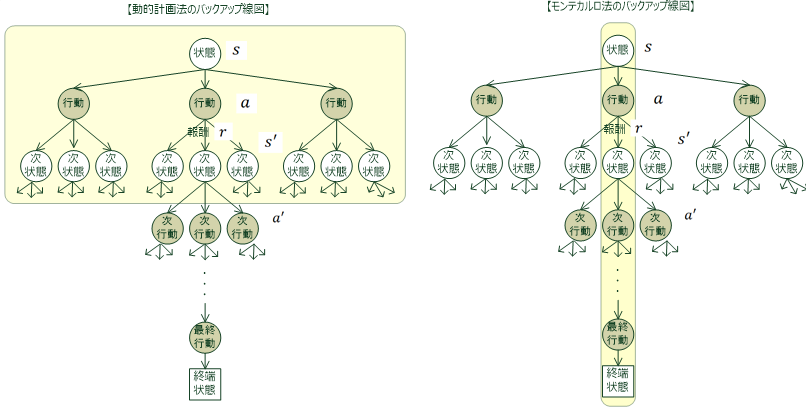 【動的計画法のバックアップ線図】
状態 s
行動 行動 a 行動
報酬 r
s′
次 次 次 次 次 次 次 次 次
状態 状態 状態 状態 状態 状態 状態 状態 状態
次 次 次 a′
行動 行動 行動
最終
行動
終端
状態
【モンテカルロ法のバックアップ線図】
状態 s
行動 行動 a 行動
報酬 r
s′
次 次 次 次 次 次 次 次 次
状態 状態 状態 状態 状態 状態 状態 状態 状態
次 次 次 a′
行動 行動 行動
最終
行動
終端
状態